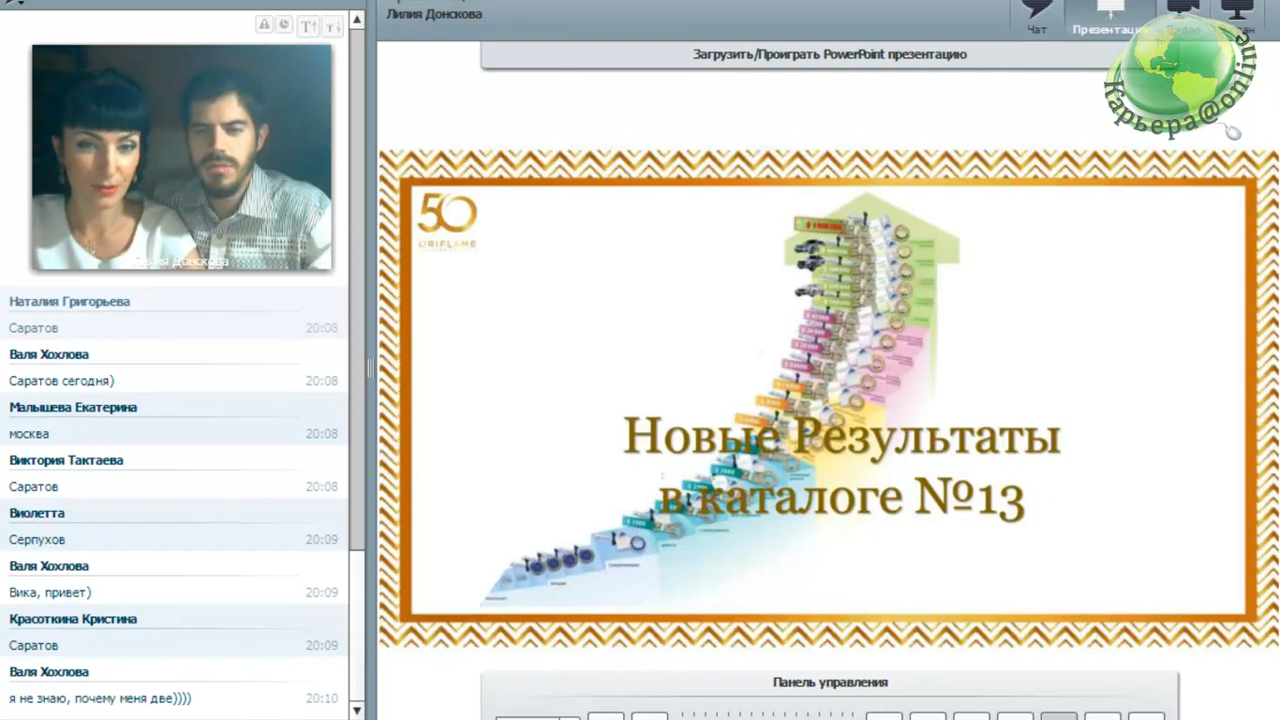 Лилия Донскова
Чат
Презентация
Загрузить/Проиграть PowerPoint презентацию
Карьера@online
Лилия Донскова
Наталия Григорьева
Саратов 20:08
Валя Хохлова
Саратов сегодня) 20:08
Малышева Екатерина
москва 20:08
Виктория Тактаева
Саратов 20:08
Виолетта
Серпухов 20:09
Валя Хохлова
Вика, привет) 20:09
Красоткина Кристина
Саратов 20:09
Валя Хохлова
я не знаю, почему меня две)))) 20:10
50
ORIFLAME
Новые Результаты
в каталоге №13
Панель управления